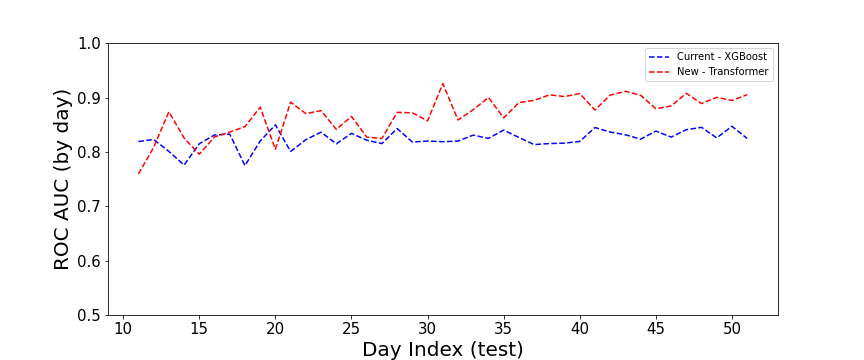 1.0
0.9
0.8
0.7
0.6
0.5
ROC AUC (by day)
Current - XGBoost
New - Transformer
10 15 20 25 30 35 40 45 50
Day Index (test)